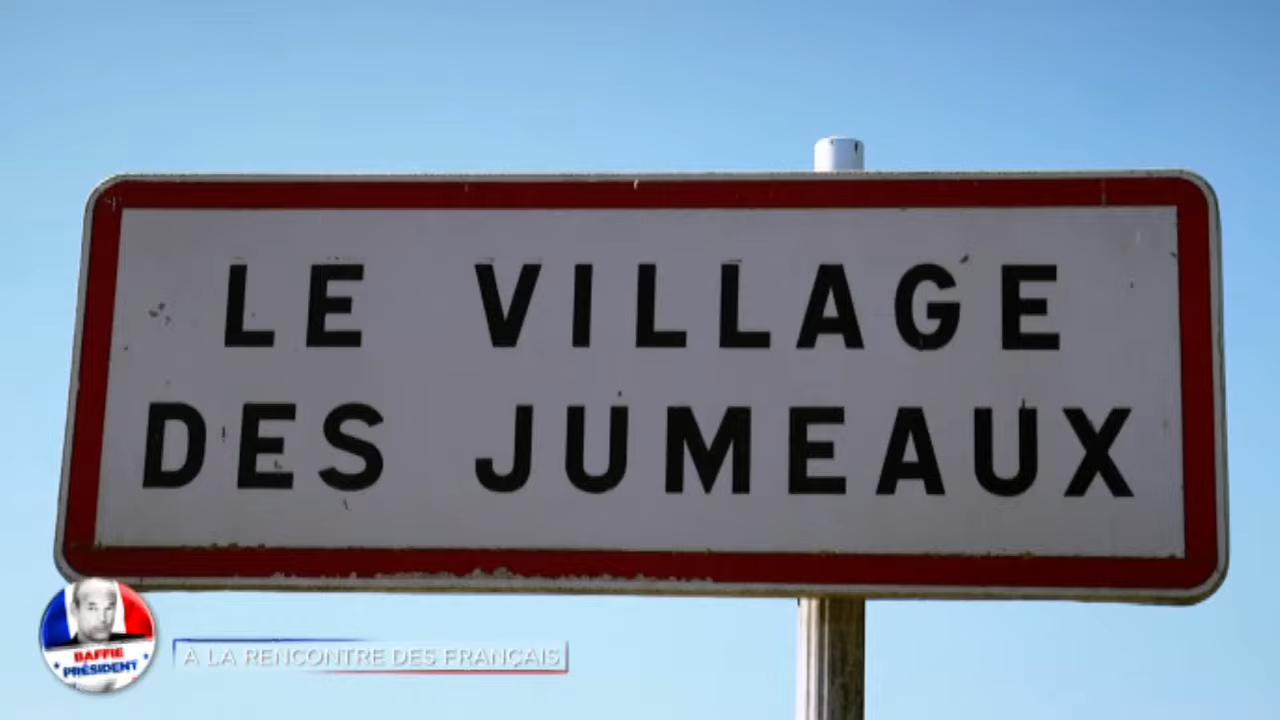 LE VILLAGE
DES JUMEAUX
BAFFIE
PRÉSIDENT
À LA RENCONTRE DES FRANÇAIS